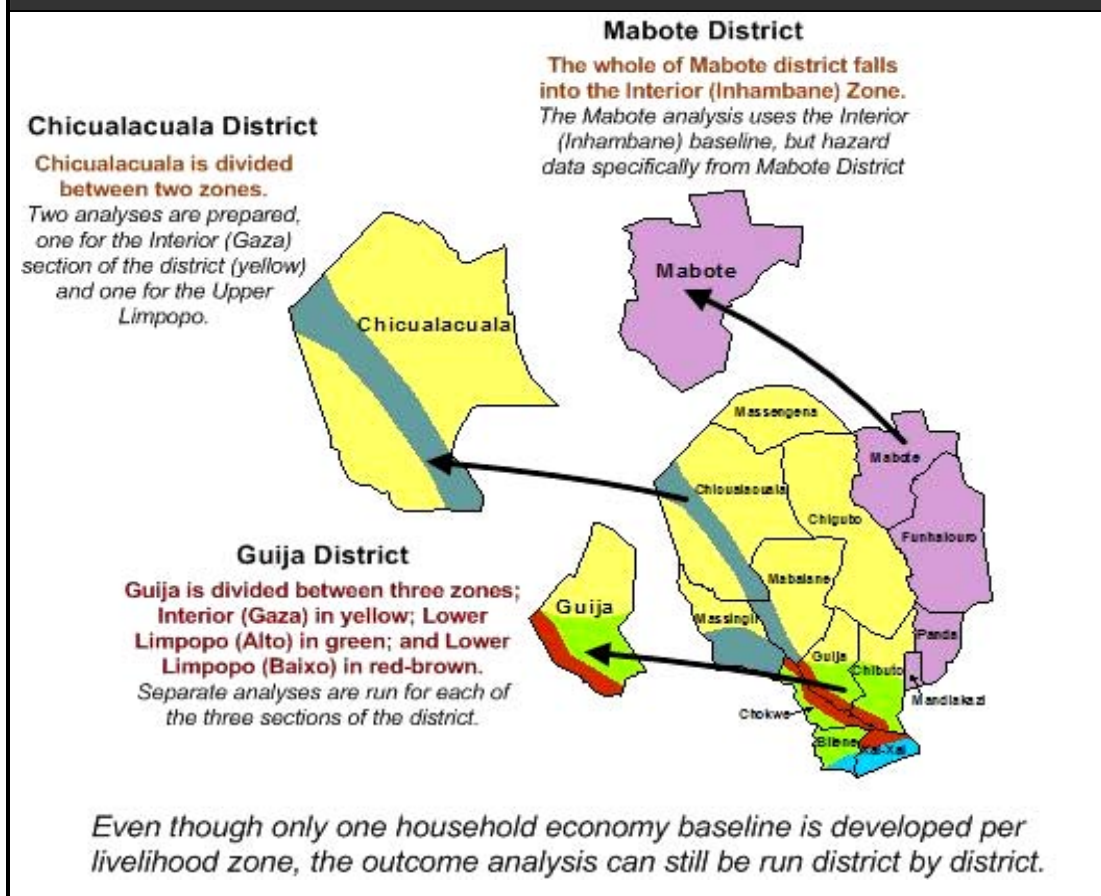 Mabote District
The whole of Mabote district falls
into the Interior (Inhambane) Zone.
The Mabote analysis uses the Interior
(Inhambane) baseline, but hazard
data specifically from Mabote District
Chicualacuala District
Chicualacuala is divided
between two zones.
Two analyses are prepared,
one for the Interior (Gaza)
section of the district (yellow)
and one for the Upper
Limpopo.
Mabote
Chicualacuala
Massengena
Mabote
Chicualacuala
Chigubo
Funhalouro
Mabalane
Massingir
Guija
Panda
Chibuto
Mandlakazi
Chokwe
Bilene
Xai-Xai
Guija District
Guija is divided between three zones;
Interior (Gaza) in yellow; Lower
Limpopo (Alto) in green; and Lower
Limpopo (Baixo) in red-brown.
Separate analyses are run for each of
the three sections of the district.
Guija
Even though only one household economy baseline is developed per
livelihood zone, the outcome analysis can still be run district by district.